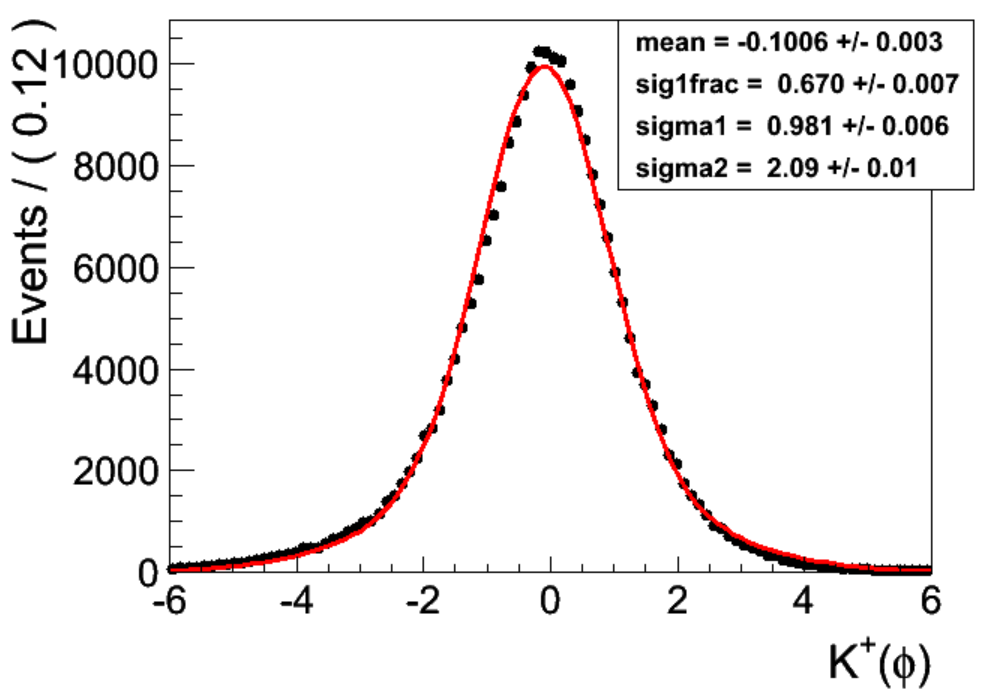 mean = -0.1006 +/- 0.003
sig1frac = 0.670 +/- 0.007
sigma1 = 0.981 +/- 0.006
sigma2 = 2.09 +/- 0.01
Events / ( 0.12 )
10000
8000
6000
4000
2000
0
-6 -4 -2 0 2 4 6
K⁺(ϕ)